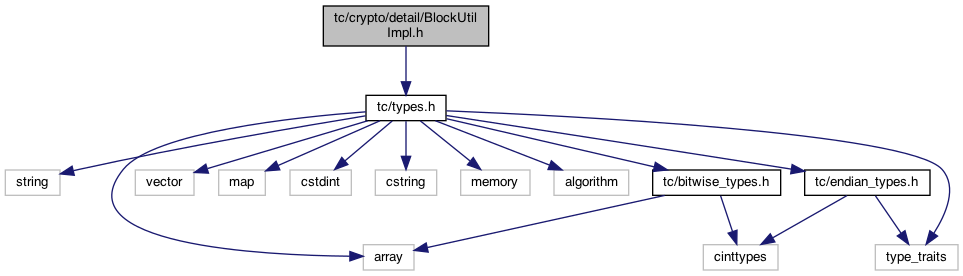 tc/crypto/detail/BlockUtil
Impl.h
tc/types.h
string
vector
map
cstdint
cstring
memory
algorithm
tc/bitwise_types.h
tc/endian_types.h
array
cinttypes
type_traits